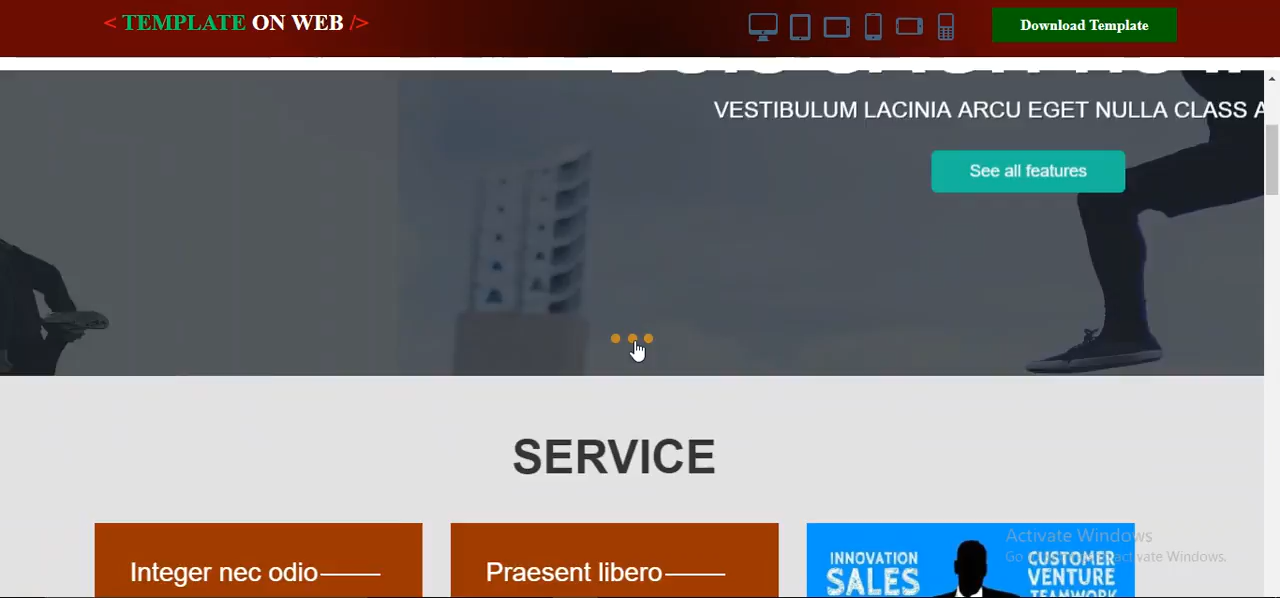 < TEMPLATE ON WEB />
Download Template
VESTIBULUM LACINIA ARCU EGET NULLA CLASS A
See all features
SERVICE
Integer nec odio
Praesent libero
INNOVATION
SALES
CUSTOMER
VENTURE
TEAMWORK
Activate Windows